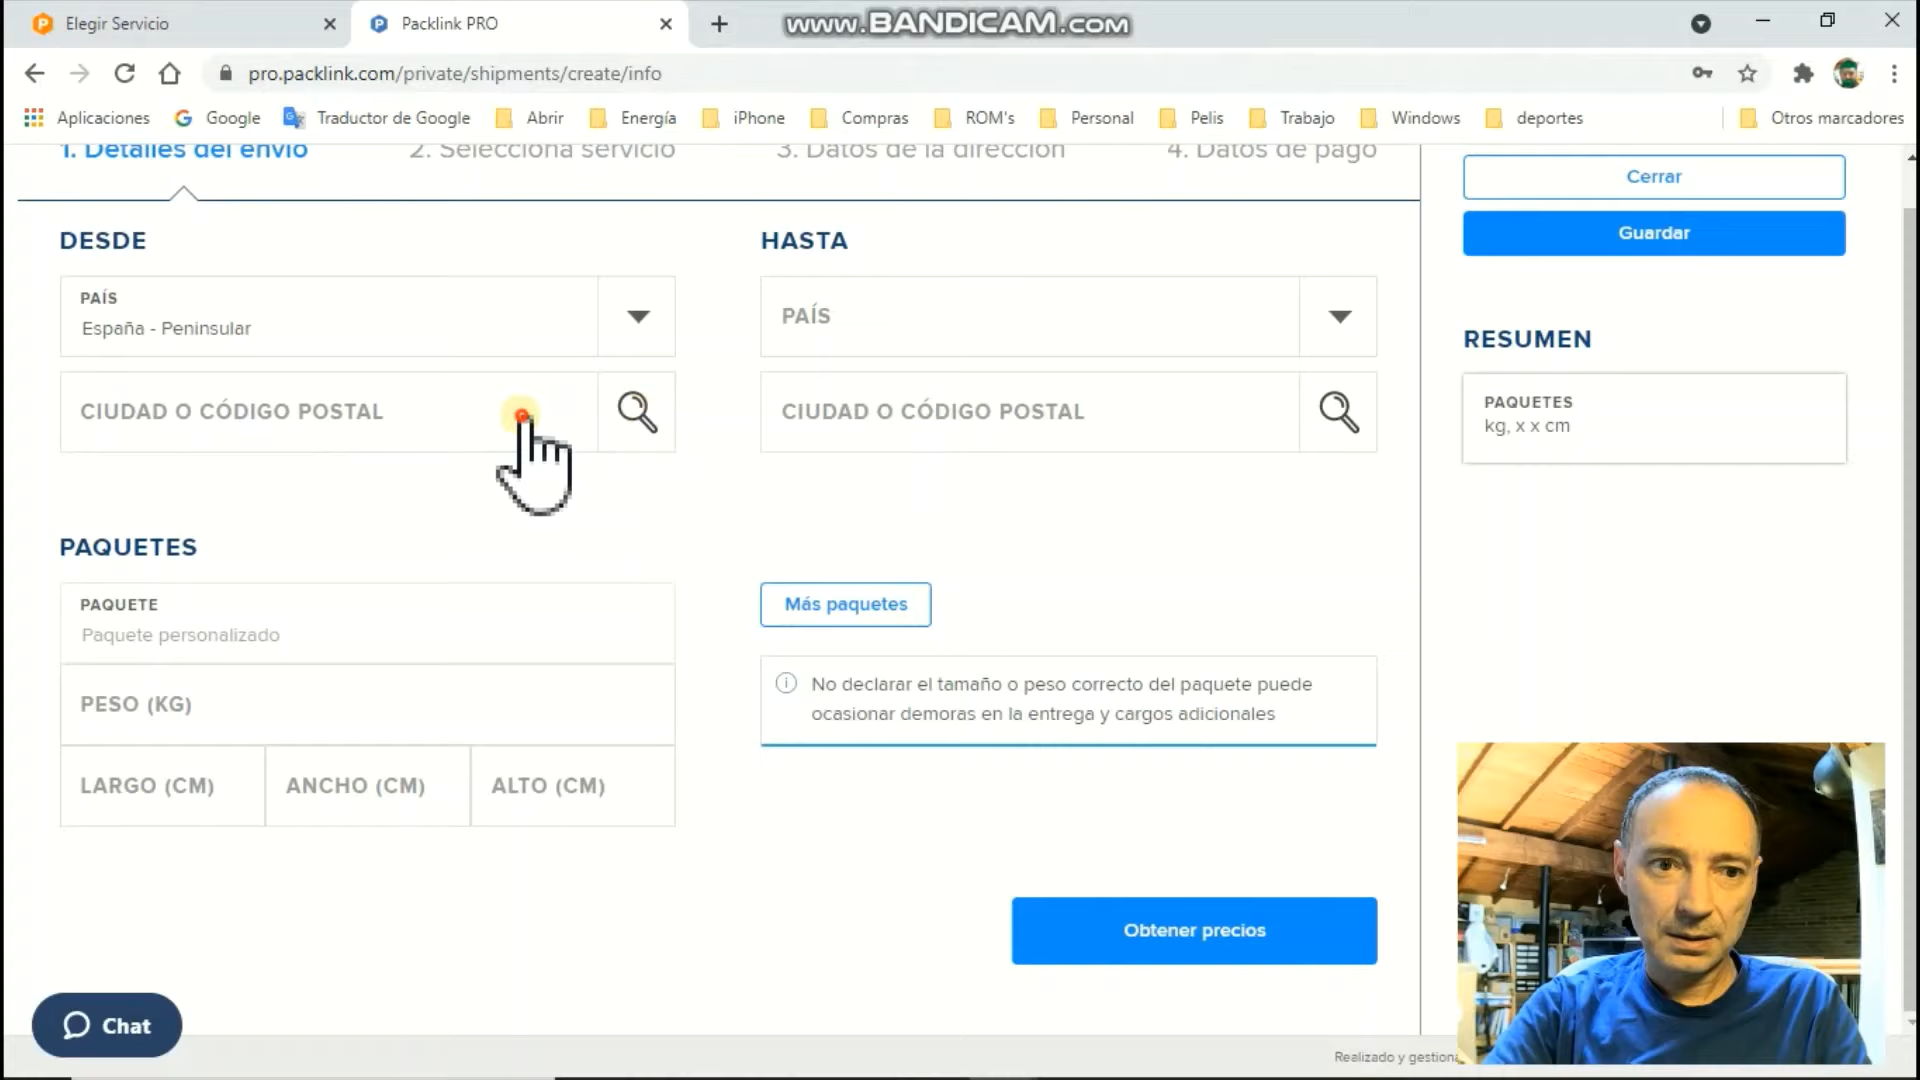 Elegir Servicio
Packlink PRO
www.BANDICAM.com
pro.packlink.com/private/shipments/create/info
Aplicaciones
Google
Traductor de Google
Abrir
Energía
iPhone
Compras
ROM's
Personal
Pelis
Trabajo
Windows
deportes
Otros marcadores
1. Detalles del envío
2. Selecciona servicio
3. Datos de la dirección
4. Datos de pago
Cerrar
Guardar
DESDE
HASTA
PAÍS
España - Peninsular
PAÍS
CIUDAD O CÓDIGO POSTAL
CIUDAD O CÓDIGO POSTAL
RESUMEN
PAQUETES
kg, x x cm
PAQUETES
PAQUETE
Paquete personalizado
PESO (KG)
LARGO (CM)
ANCHO (CM)
ALTO (CM)
Más paquetes
No declarar el tamaño o peso correcto del paquete puede
ocasionar demoras en la entrega y cargos adicionales
Obtener precios
Chat
Realizado y gestiona